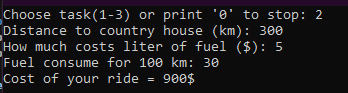 Choose task(1-3) or print '0' to stop: 2
Distance to country house (km): 300
How much costs liter of fuel ($): 5
Fuel consume for 100 km: 30
Cost of your ride = 900$